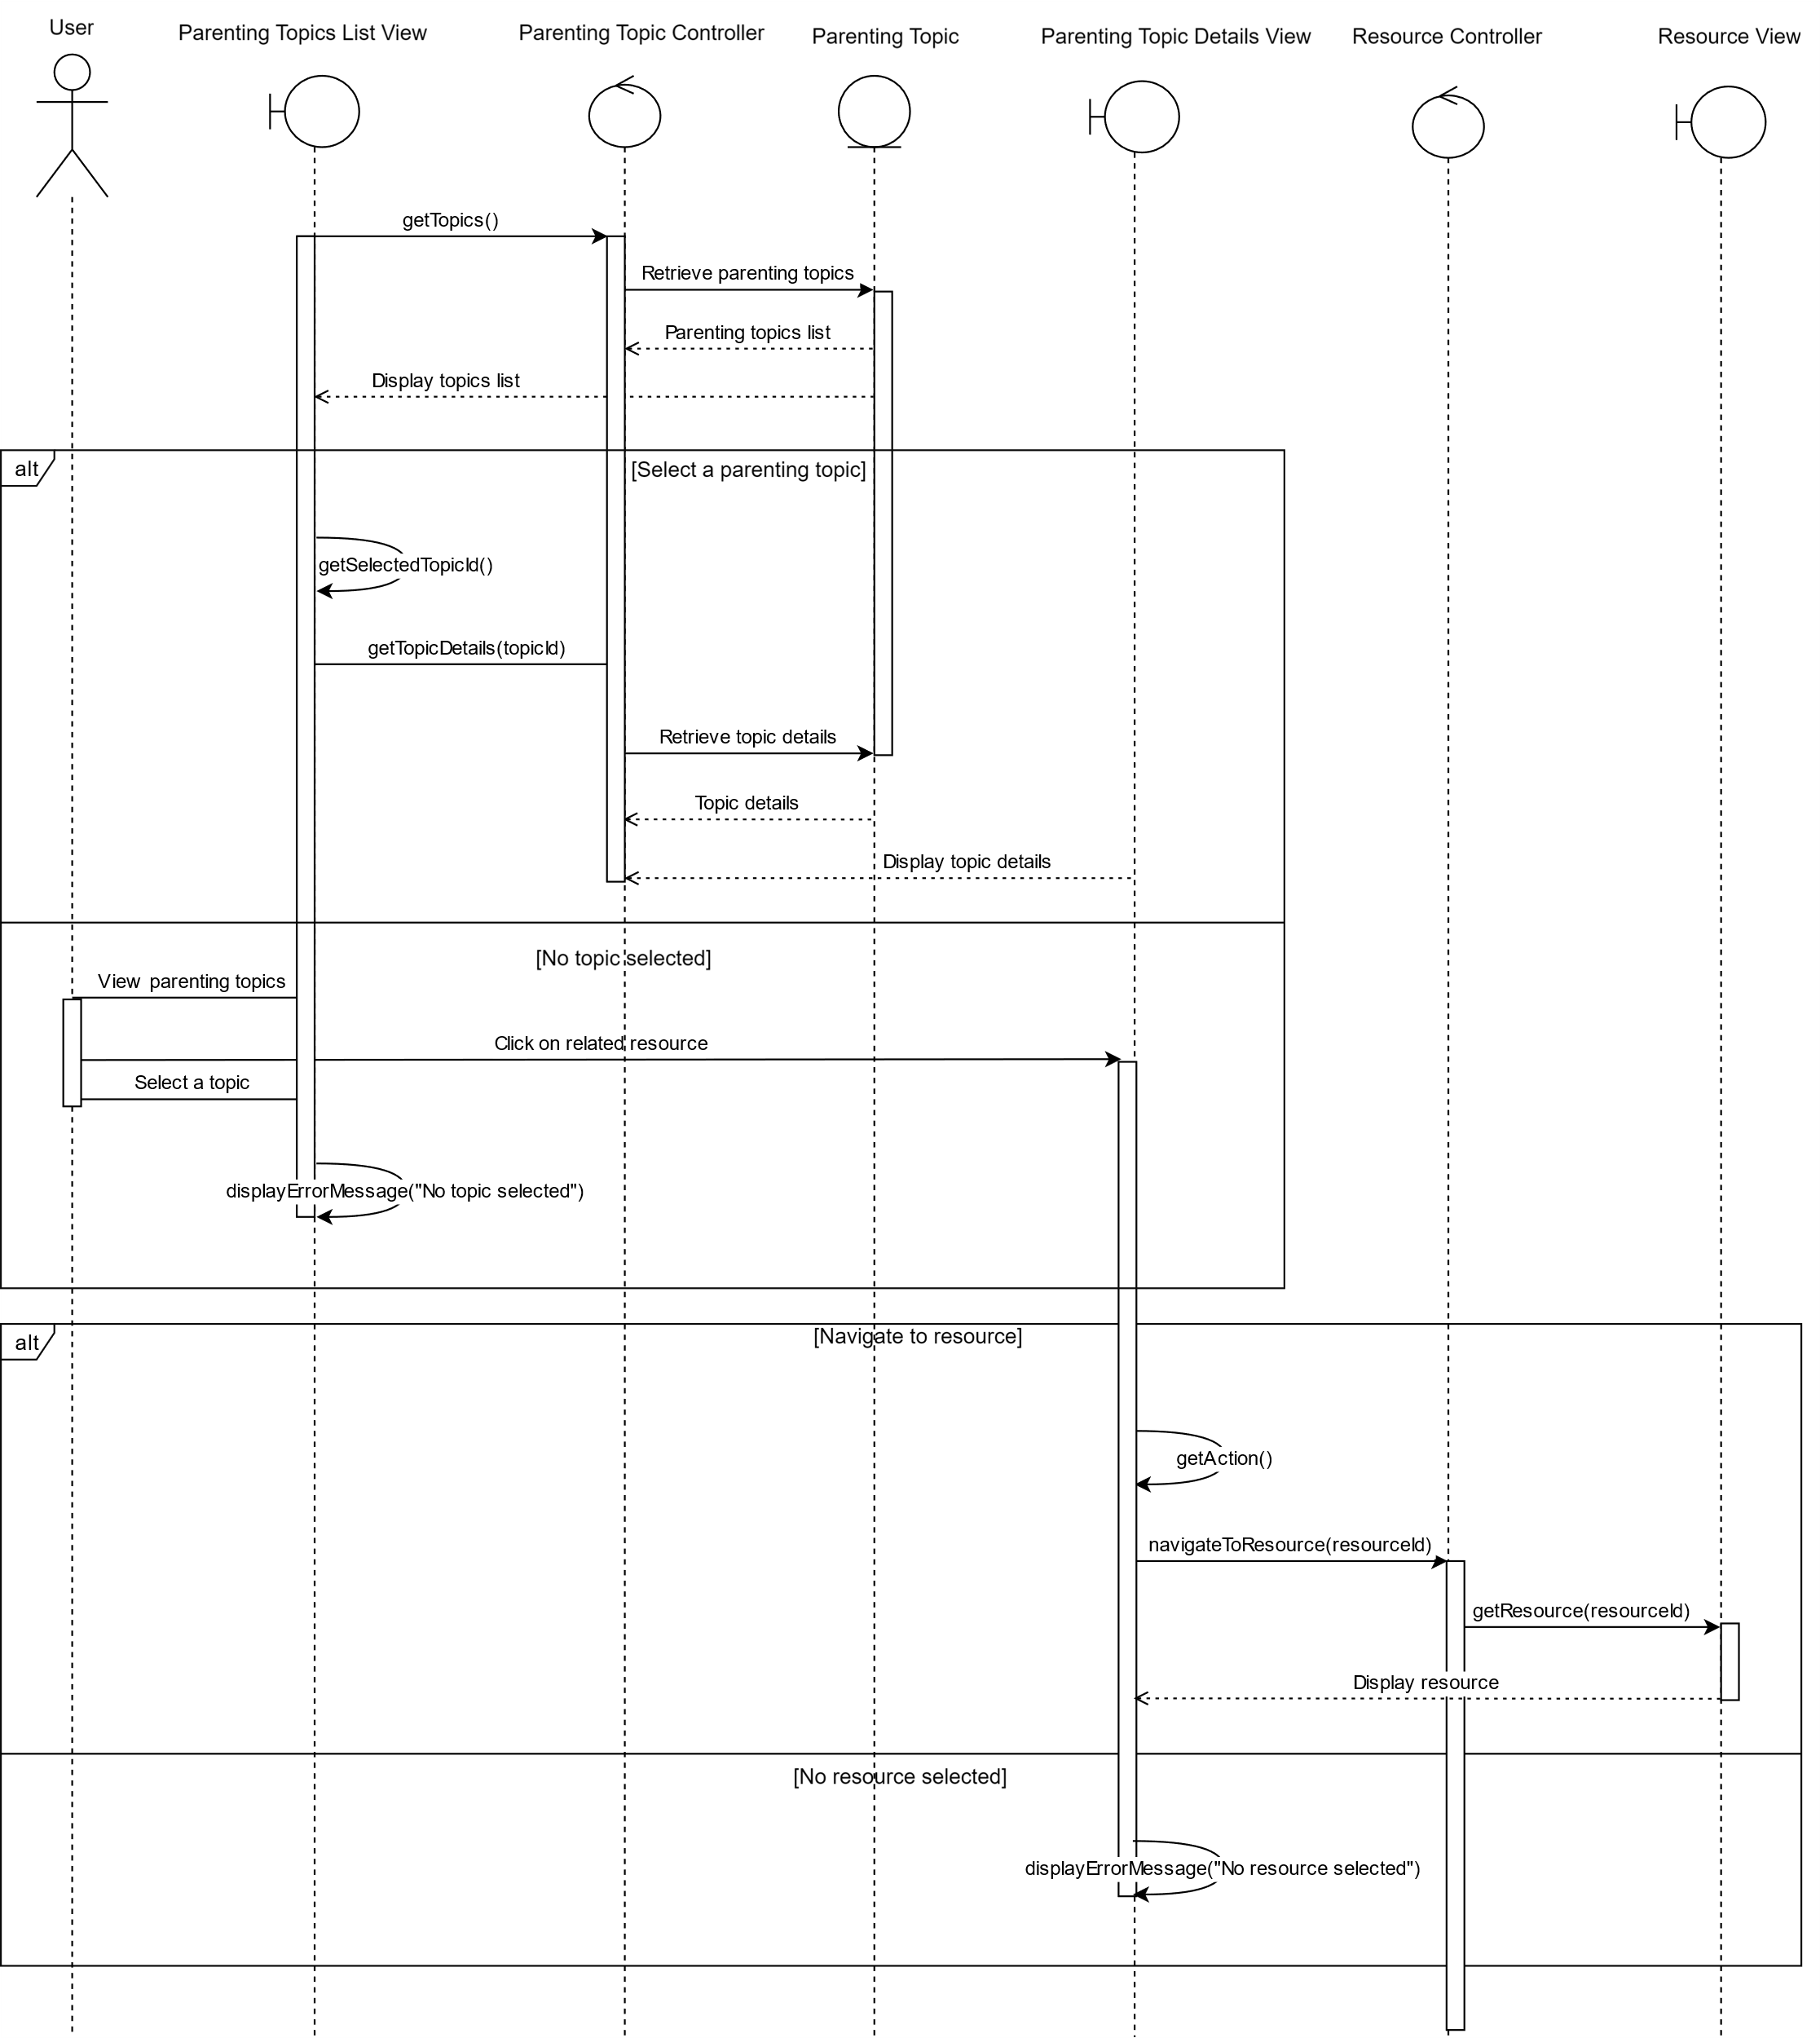 User
Parenting Topics List View
Parenting Topic Controller
Parenting Topic
Parenting Topic Details View
Resource Controller
Resource View
getTopics()
Retrieve parenting topics
Parenting topics list
Display topics list
alt
[Select a parenting topic]
getSelectedTopicId()
getTopicDetails(topicId)
Retrieve topic details
Topic details
Display topic details
[No topic selected]
View parenting topics
Click on related resource
Select a topic
displayErrorMessage("No topic selected")
alt
[Navigate to resource]
getAction()
navigateToResource(resourceId)
getResource(resourceId)
Display resource
[No resource selected]
displayErrorMessage("No resource selected")